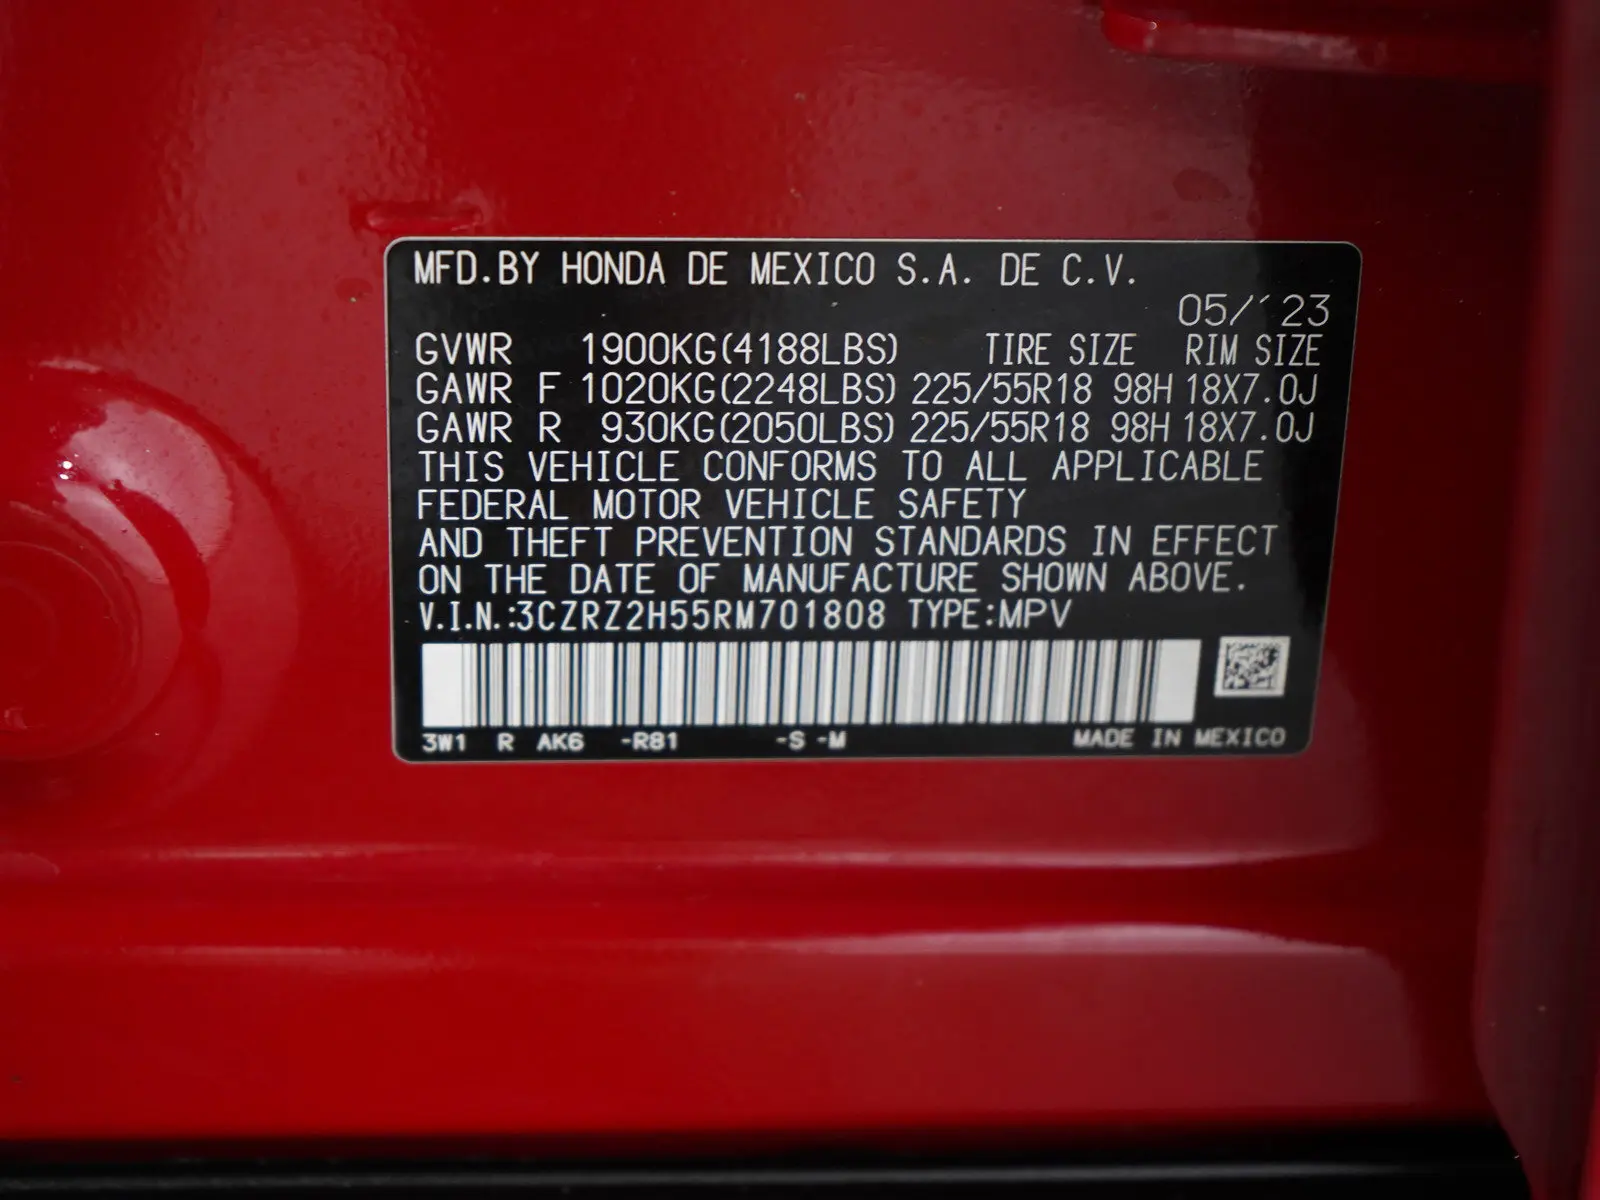 MFD.BY HONDA DE MEXICO S.A. DE C.V.
05/'23
GVWR 1900KG(4188LBS) TIRE SIZE RIM SIZE
GAWR F 1020KG(2248LBS) 225/55R18 98H 18X7.0J
GAWR R 930KG(2050LBS) 225/55R18 98H 18X7.0J
THIS VEHICLE CONFORMS TO ALL APPLICABLE
FEDERAL MOTOR VEHICLE SAFETY
AND THEFT PREVENTION STANDARDS IN EFFECT
ON THE DATE OF MANUFACTURE SHOWN ABOVE.
V.I.N.:3CZRZ2H55RM701808 TYPE:MPV
3W1 R AK6 -R81 -S -M MADE IN MEXICO